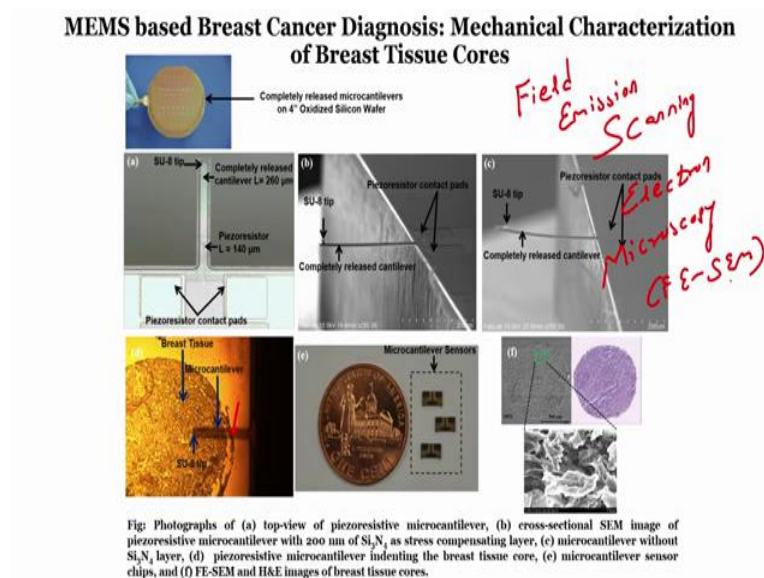 MEMS based Breast Cancer Diagnosis: Mechanical Characterization
of Breast Tissue Cores
Completely released microcantilevers
on 4" Oxidized Silicon Wafer
Field
Emission
Scanning
Electron
Microscopy
(FE-SEM)
(a)
SU-8 tip
Completely released
cantilever L= 260 µm
Piezoresistor
L = 140 µm
Piezoresistor contact pads
(b)
Piezoresistor
contact pads
SU-8 tip
Completely released cantilever
(c)
Piezoresistor contact pads
SU-8 tip
Completely released cantilever
(d)
Breast Tissue
Microcantilever
SU-8 tip
(e)
Microcantilever Sensors
ONE CENT
(f)
Fig: Photographs of (a) top-view of piezoresistive microcantilever, (b) cross-sectional SEM image of
piezoresistive microcantilever with 200 nm of Si₃N₄ as stress compensating layer, (c) microcantilever without
Si₃N₄ layer, (d) piezoresistive microcantilever indenting the breast tissue core, (e) microcantilever sensor
chips, and (f) FE-SEM and H&E images of breast tissue cores.